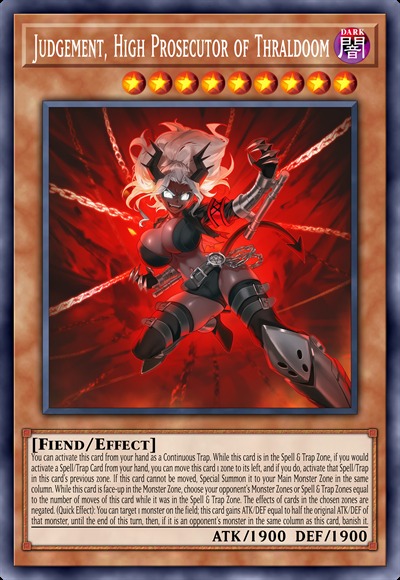 Judgement, High Prosecutor of Thraldoom
DARK
闇
[Fiend/Effect]
You can activate this card from your hand as a Continuous Trap. While this card is in the Spell & Trap Zone, if you would
activate a Spell/Trap Card from your hand, you can move this card 1 zone to its left, and if you do, activate that Spell/Trap
in this card's previous zone. If this card cannot be moved, Special Summon it to your Main Monster Zone in the same
column. While this card is face-up in the Monster Zone, choose your opponent's Monster Zones or Spell & Trap Zones equal
to the number of moves of this card while it was in the Spell & Trap Zone. The effects of cards in the chosen zones are
negated. (Quick Effect): You can target 1 monster on the field; this card gains ATK/DEF equal to half the original ATK/DEF of
that monster, until the end of this turn, then, if it is an opponent's monster in the same column as this card, banish it.
ATK/1900 DEF/1900